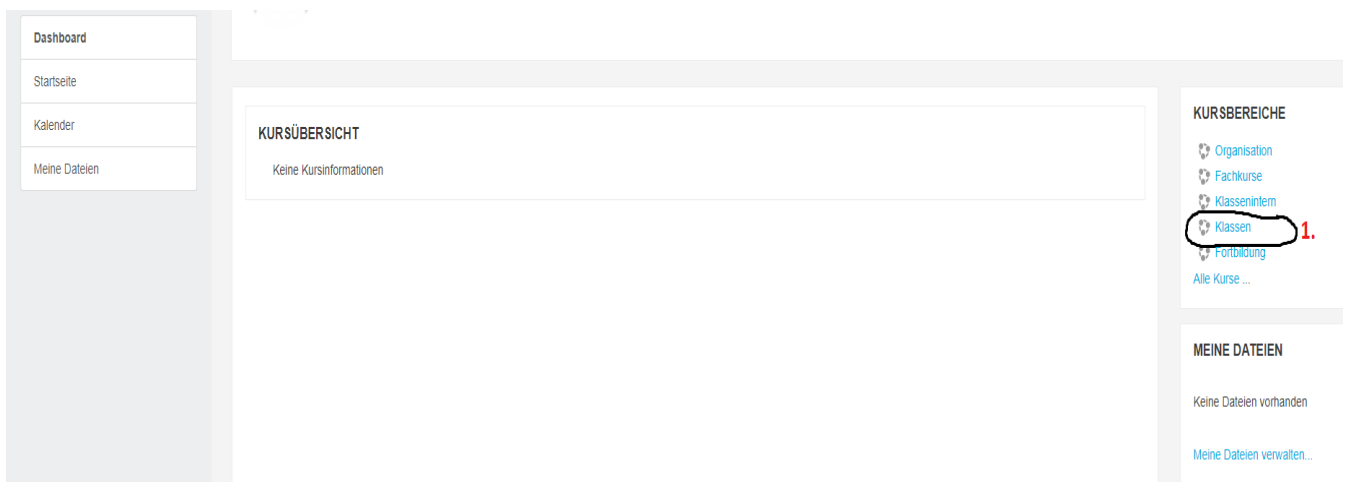 Dashboard
Startseite
Kalender
Meine Dateien
KURSÜBERSICHT
Keine Kursinformationen
KURSBEREICHE
Organisation
Fachkurse
Klassenintern
Klassen 1.
Fortbildung
Alle Kurse ...
MEINE DATEIEN
Keine Dateien vorhanden
Meine Dateien verwalten...